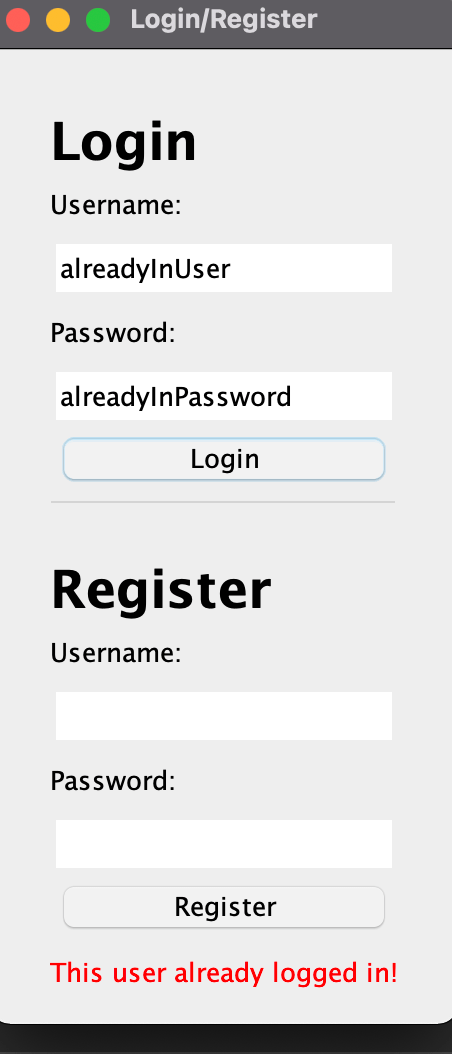 Login/Register
Login
Username:
alreadyInUser
Password:
alreadyInPassword
Login
Register
Username:
Password:
Register
This user already logged in!